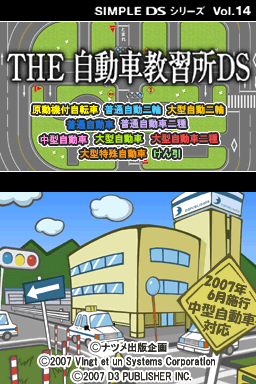 SIMPLE DS シリーズ Vol.14
THE 自動車教習所DS
原動機付自転車 普通自動二輪 大型自動二輪
普通自動車 普通自動車二種
中型自動車 大型自動車 大型自動車二種
大型特殊自動車 けん引
2007年
6月施行
中型自動車
対応
©ナツメ出版企画
©2007 Vingt et un Systems Corporation
©2007 D3 PUBLISHER INC.